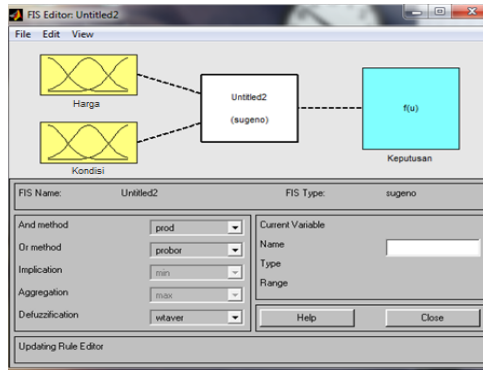 FIS Editor: Untitled2
File Edit View
Harga
Kondisi
Untitled2
(sugeno)
f(u)
Keputusan
FIS Name: Untitled2 FIS Type: sugeno
And method prod
Or method probor
Implication min
Aggregation max
Defuzzification wtaver
Current Variable
Name
Type
Range
Help Close
Updating Rule Editor